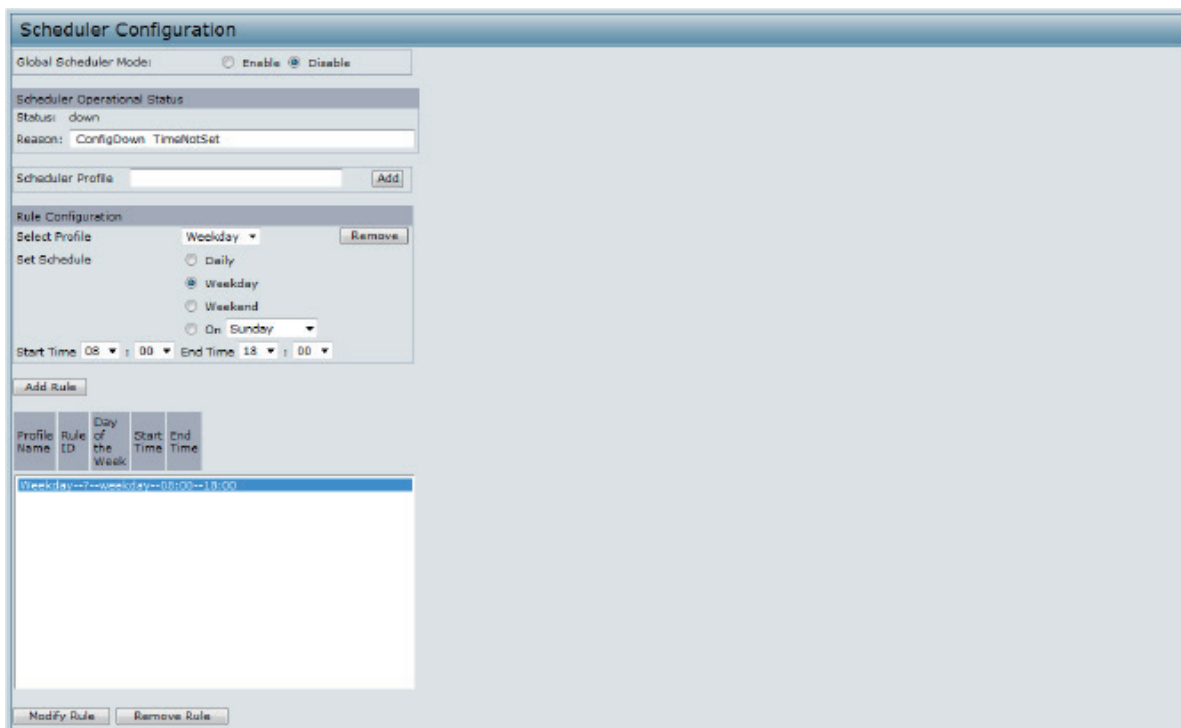 Scheduler Configuration
Global Scheduler Mode: Enable Disable
Scheduler Operational Status
Status: down
Reason: ConfigDown TimeNotSet
Scheduler Profile Add
Rule Configuration
Select Profile Weekday Remove
Set Schedule Daily
Weekday
Weekend
On Sunday
Start Time 08 : 00 End Time 18 : 00
Add Rule
Profile Name Rule ID Day of the Week Start Time End Time
Weekday--?--weekday--08:00--18:00
Modify Rule Remove Rule